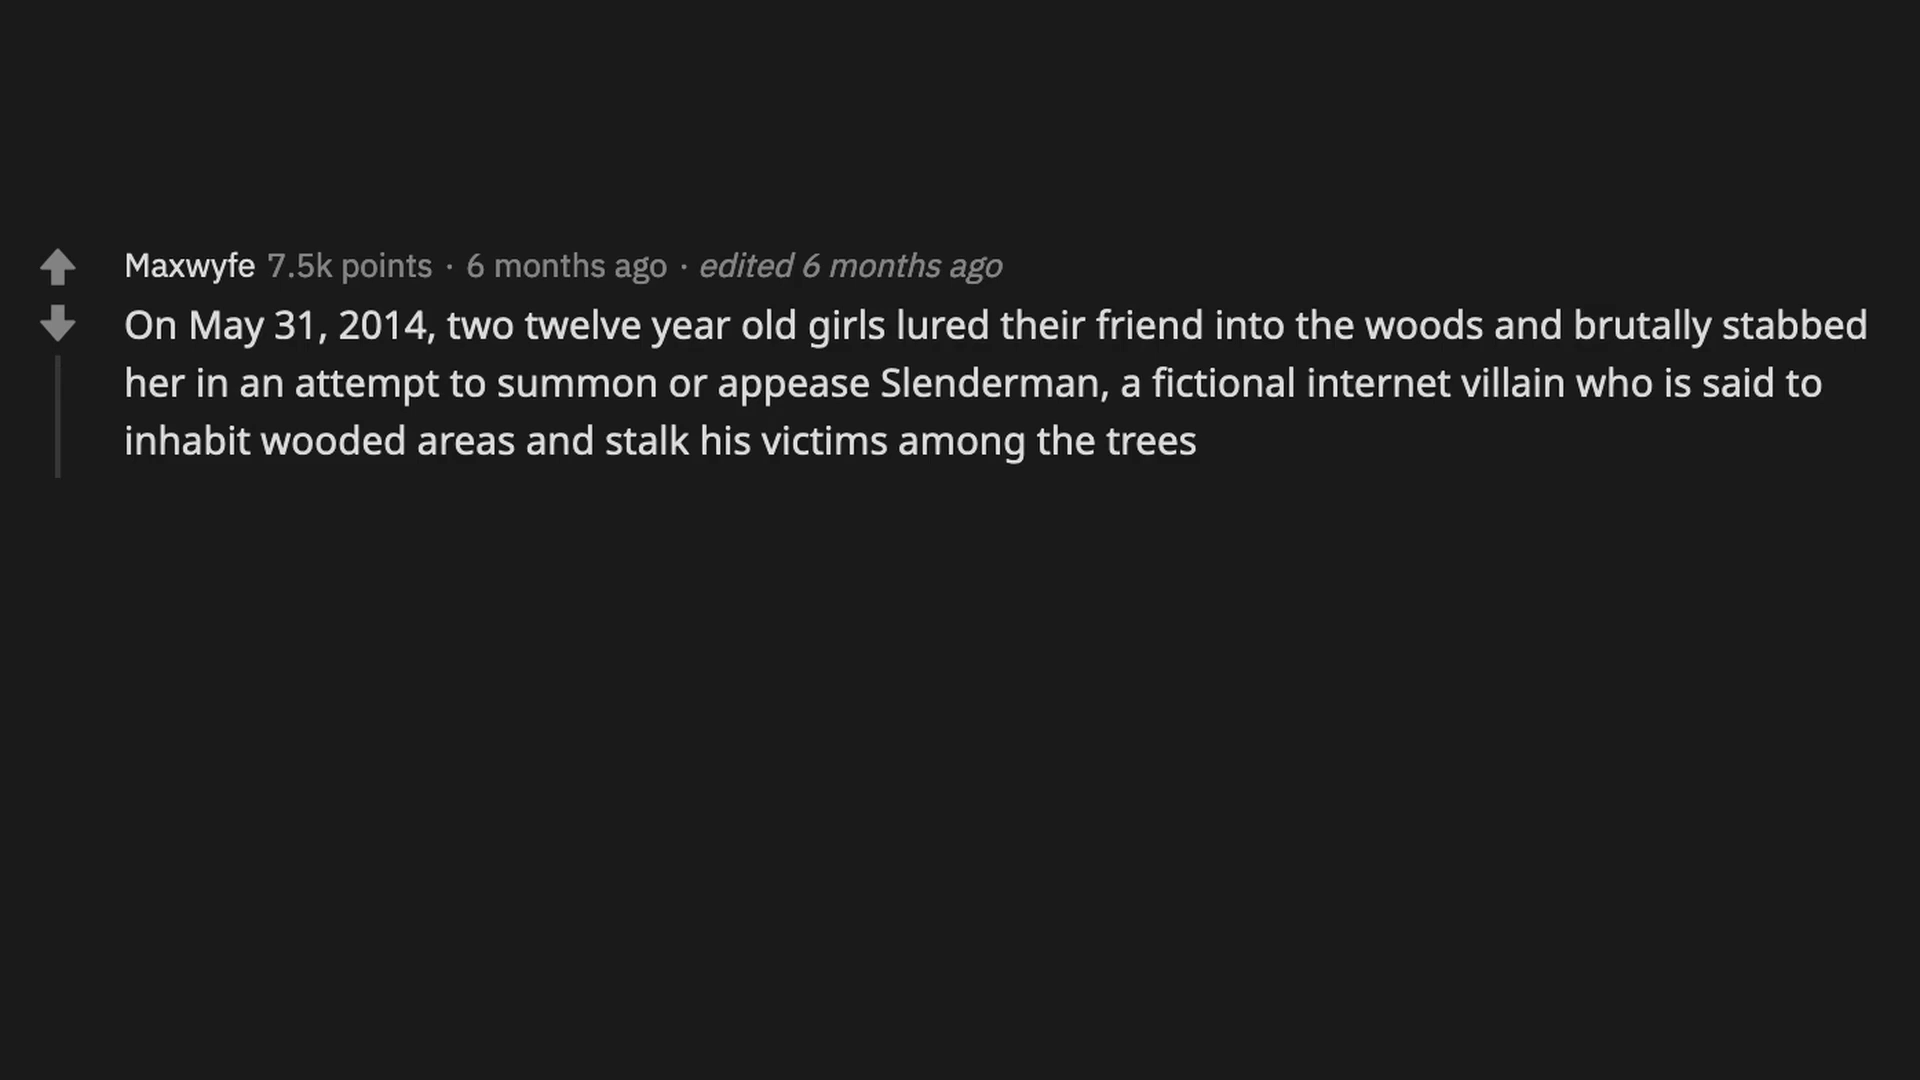 Maxwyfe 7.5k points · 6 months ago · edited 6 months ago
On May 31, 2014, two twelve year old girls lured their friend into the woods and brutally stabbed
her in an attempt to summon or appease Slenderman, a fictional internet villain who is said to
inhabit wooded areas and stalk his victims among the trees